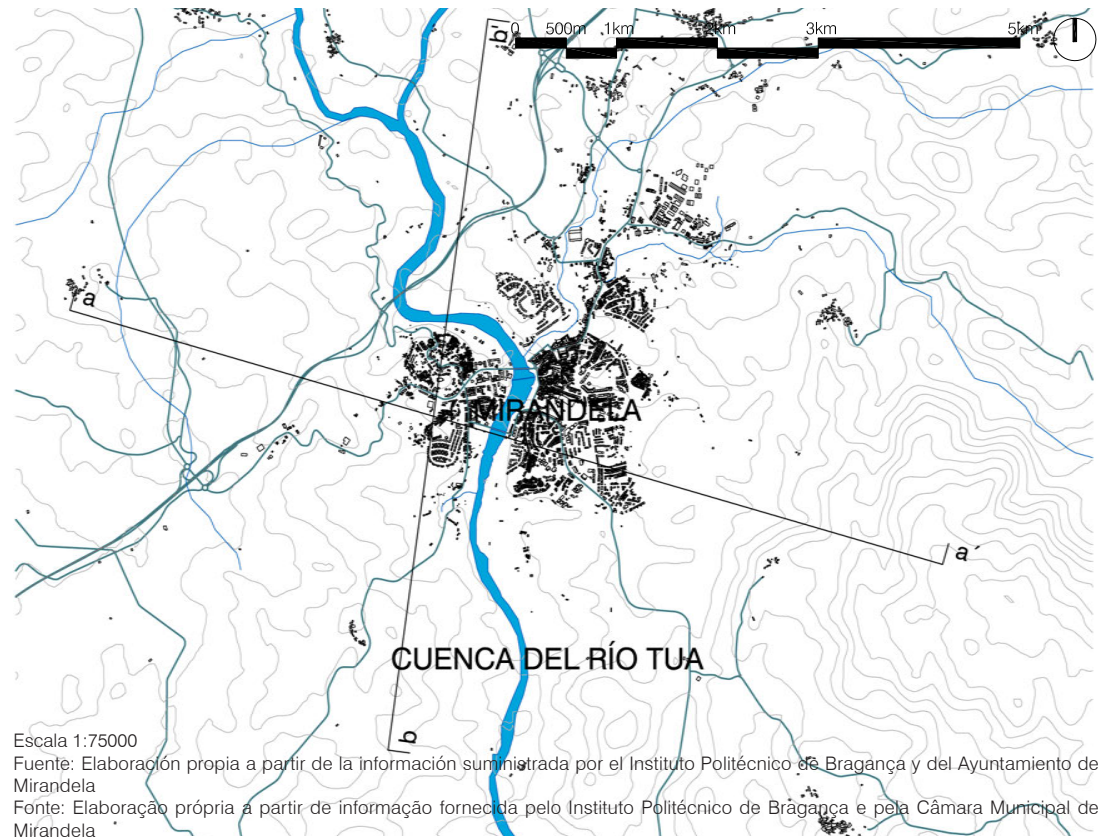 0 500m 1km 2km 3km 5km
b'
a
MIRANDELA
a´
CUENCA DEL RÍO TUA
b
Escala 1:75000
Fuente: Elaboración propia a partir de la información suministrada por el Instituto Politécnico de Bragança y del Ayuntamiento de
Mirandela
Fonte: Elaboração própria a partir de informação fornecida pelo Instituto Politécnico de Bragança e pela Câmara Municipal de
Mirandela